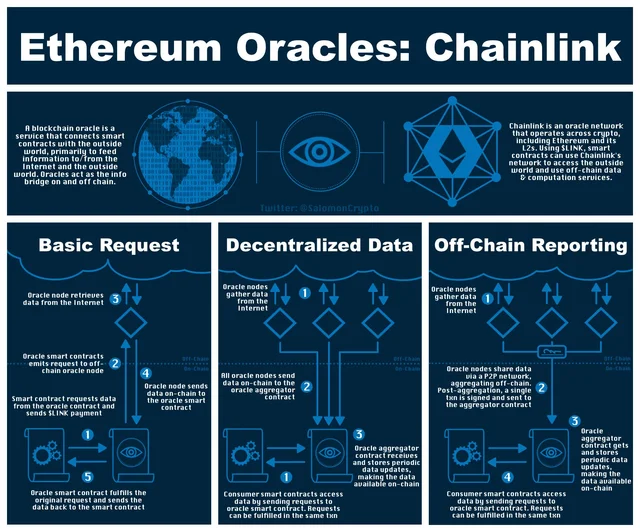 Ethereum Oracles: Chainlink
A blockchain oracle is a
service that connects smart
contracts with the outside
world, primarily to feed
information to/from the
Internet and the outside
world. Oracles act as the info
bridge on and off chain.
Chainlink is an oracle network
that operates across crypto,
including Ethereum and its
L2s. Using $LINK, smart
contracts can use Chainlink's
network to access the outside
world and use off-chain data
& computation services.
Twitter: @SalomonCrypto
Basic Request
Oracle node retrieves
data from the Internet
3
Off-Chain
On-Chain
Oracle smart contracts
emits request to off-
chain oracle node
2
4
Oracle node sends
data on-chain to
the oracle smart
contract
Smart contract requests data
from the oracle contract and
sends $LINK payment
1
5
Oracle smart contract fulfills the
original request and sends the
data back to the smart contract
Decentralized Data
Oracle nodes
gather data
from the
Internet
1
Off-Chain
On-Chain
All oracle nodes send
data on-chain to the
oracle aggregator
contract
2
3
Oracle aggregator
contract receives
and stores periodic
data updates,
making the data
available on-chain
1
Consumer smart contracts access
data by sending requests to
oracle smart contract. Requests
can be fulfilled in the same txn
Off-Chain Reporting
Oracle nodes
gather data
from the
Internet
1
Off-Chain
On-Chain
Oracle nodes share data
via a P2P network,
aggregating off-chain.
Post-aggregation, a single
txn is signed and sent to
the aggregator contract
2
3
Oracle
aggregator
contract gets
and stores
periodic data
updates,
making the
data available
on-chain
4
Consumer smart contracts access
data by sending requests to
oracle smart contract. Requests
can be fulfilled in the same txn